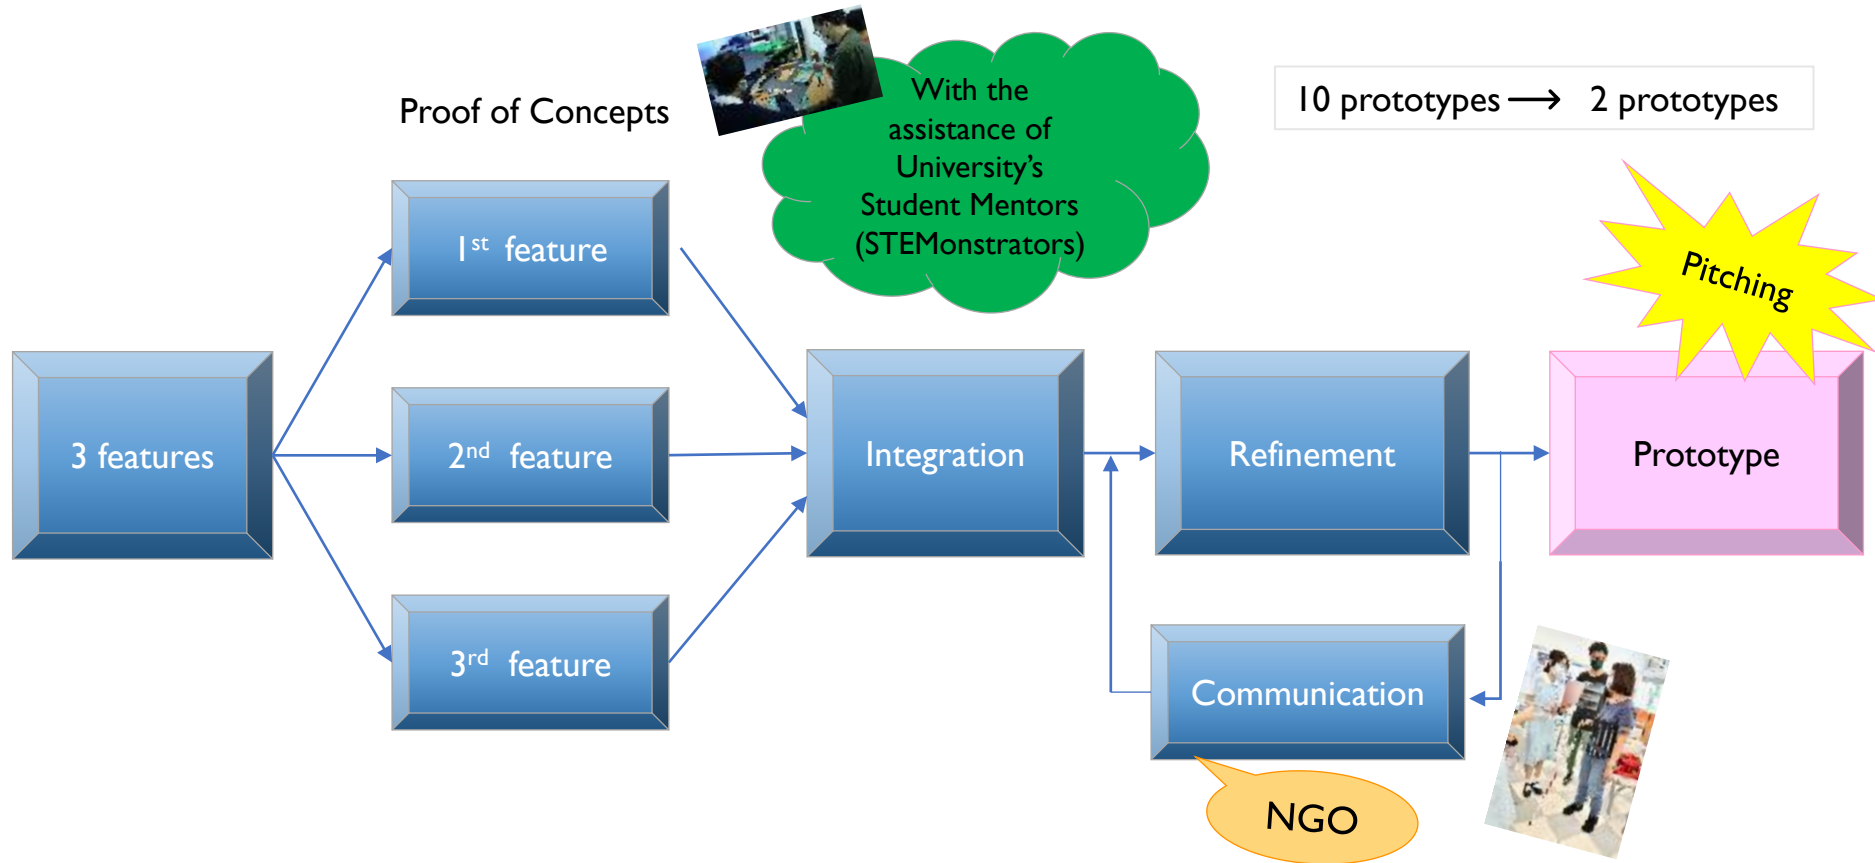 Proof of Concepts
With the
assistance of
University’s
Student Mentors
(STEMonstrators)
10 prototypes → 2 prototypes
Pitching
3 features
1st feature
2nd feature
3rd feature
Integration
Refinement
Prototype
Communication
NGO